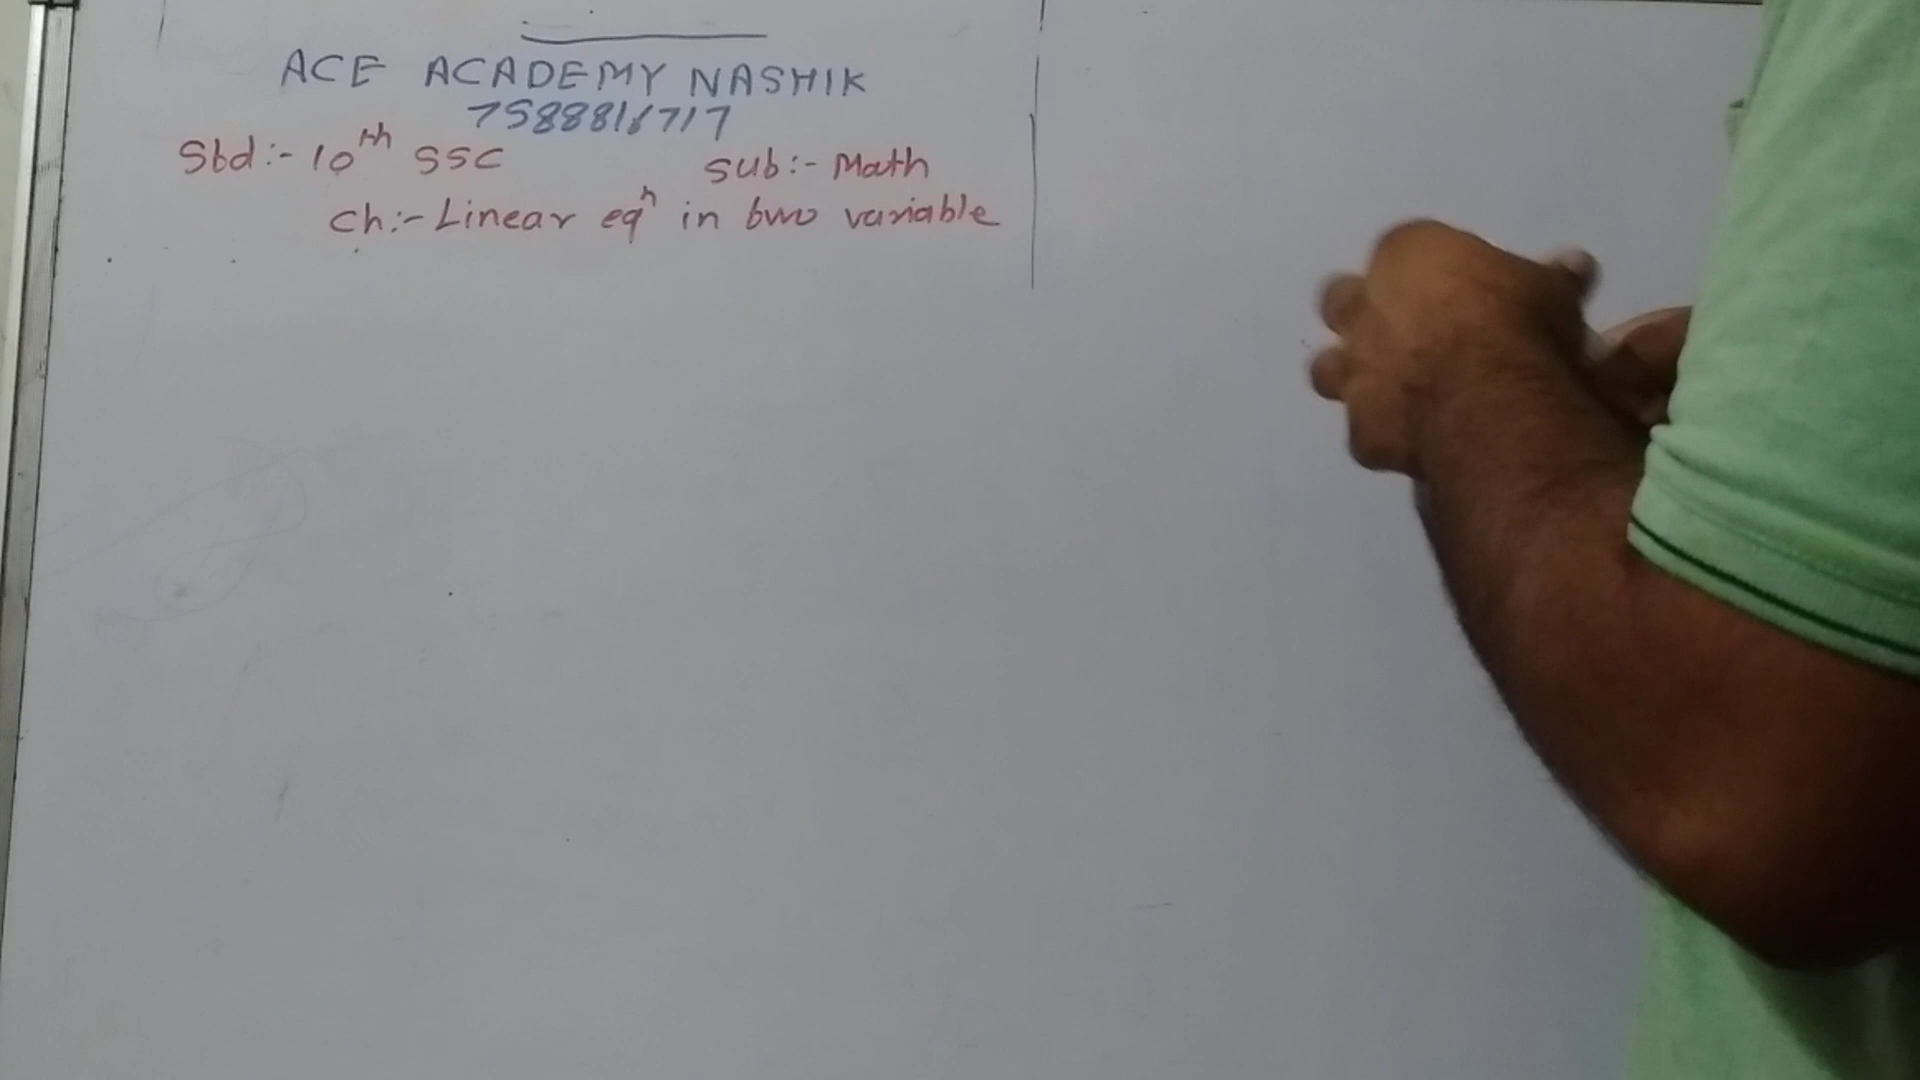 ACE ACADEMY NASHIK
7588816717
Std:- 10th SSC Sub:- Math
Ch:- Linear eqn in two variable